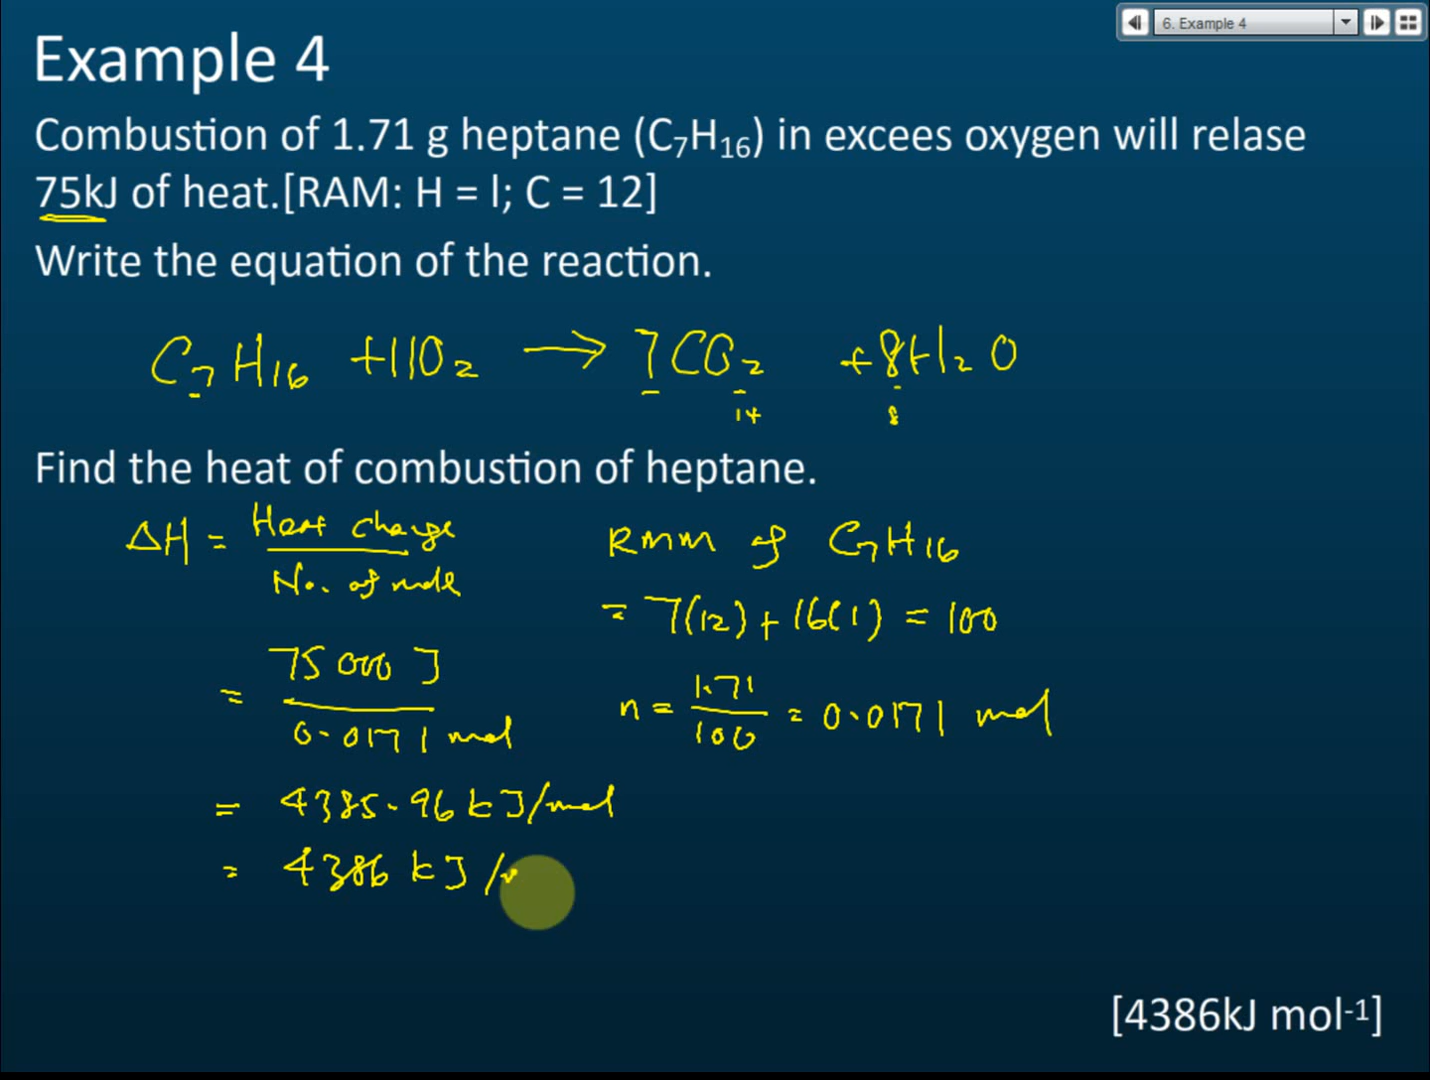 6. Example 4
Example 4
Combustion of 1.71 g heptane (C₇H₁₆) in excees oxygen will relase
75kJ of heat.[RAM: H = l; C = 12]
Write the equation of the reaction.
C₇H₁₆ +11O₂ → 7CO₂ +8H₂O
14 8
Find the heat of combustion of heptane.
ΔH = Heat change / No. of mole
= 75 000 J / 0.0171 mol
= 4385.96 kJ/mol
= 4386 kJ /
RMM of C₇H₁₆
= 7(12) + 16(1) = 100
n = 1.71 / 100 = 0.0171 mol
[4386kJ mol⁻¹]